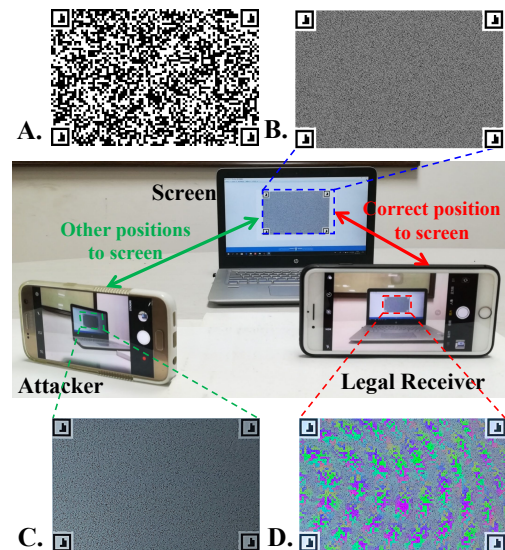 A.
B.
Screen
Other positions
to screen
Correct position
to screen
Attacker
Legal Receiver
C.
D.